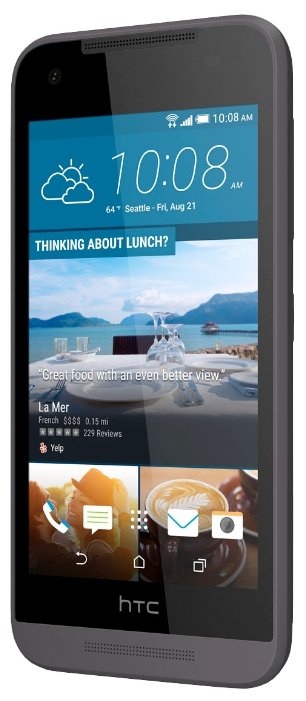 10:08 AM
10:08 AM
64° Seattle - Fri, Aug 21
THINKING ABOUT LUNCH?
"Great food with an even better view."
La Mer
French $$$$ 0.15 mi
229 Reviews
Yelp
hTC